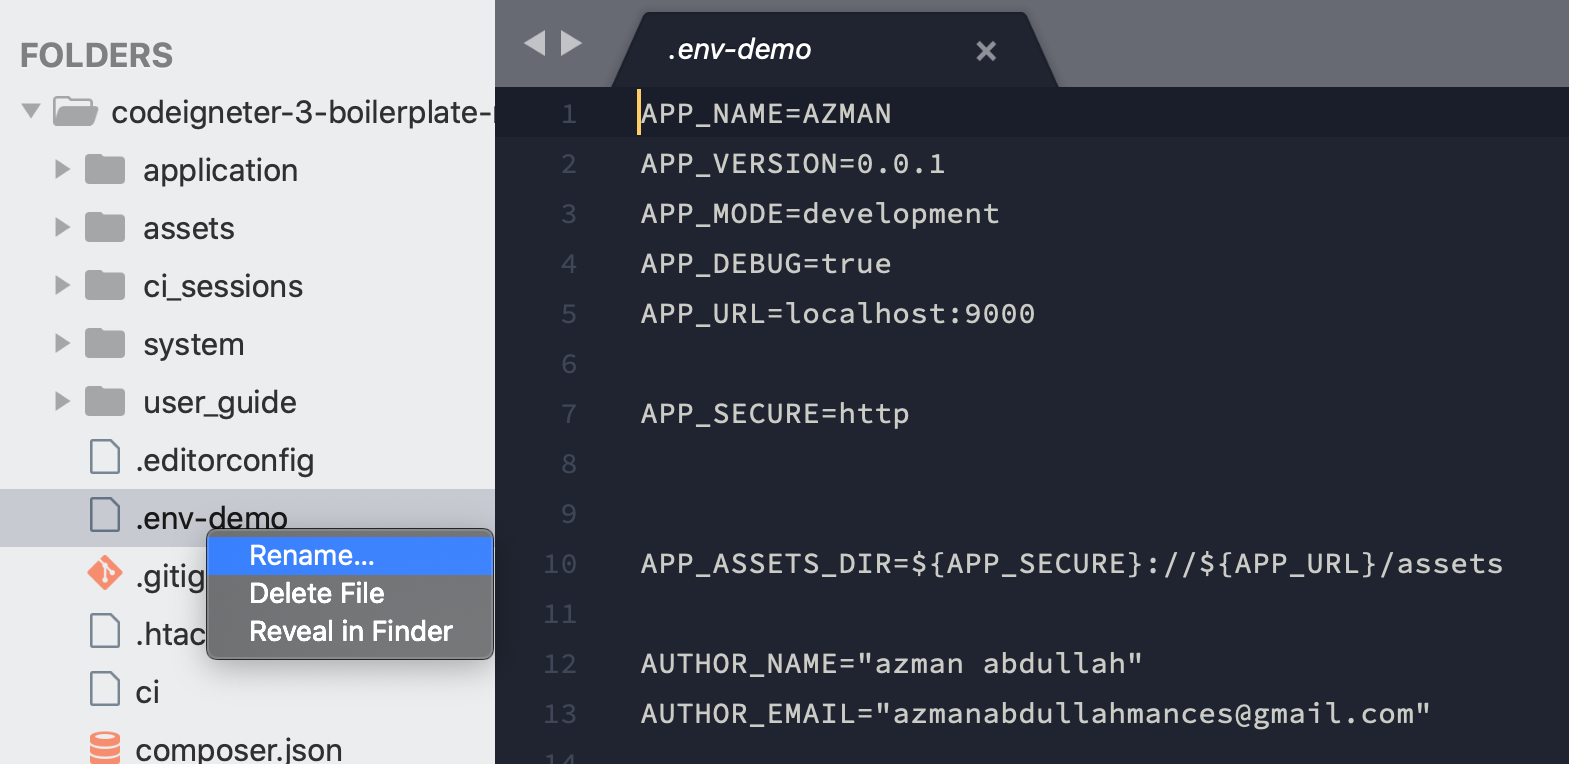 FOLDERS
codeigneter-3-boilerplate-
application
assets
ci_sessions
system
user_guide
.editorconfig
.env-demo
.gitig
.htac
ci
composer.json
Rename...
Delete File
Reveal in Finder
.env-demo
1 APP_NAME=AZMAN
2 APP_VERSION=0.0.1
3 APP_MODE=development
4 APP_DEBUG=true
5 APP_URL=localhost:9000
6
7 APP_SECURE=http
8
9
10 APP_ASSETS_DIR=${APP_SECURE}://${APP_URL}/assets
11
12 AUTHOR_NAME="azman abdullah"
13 AUTHOR_EMAIL="azmanabdullahmances@gmail.com"
14